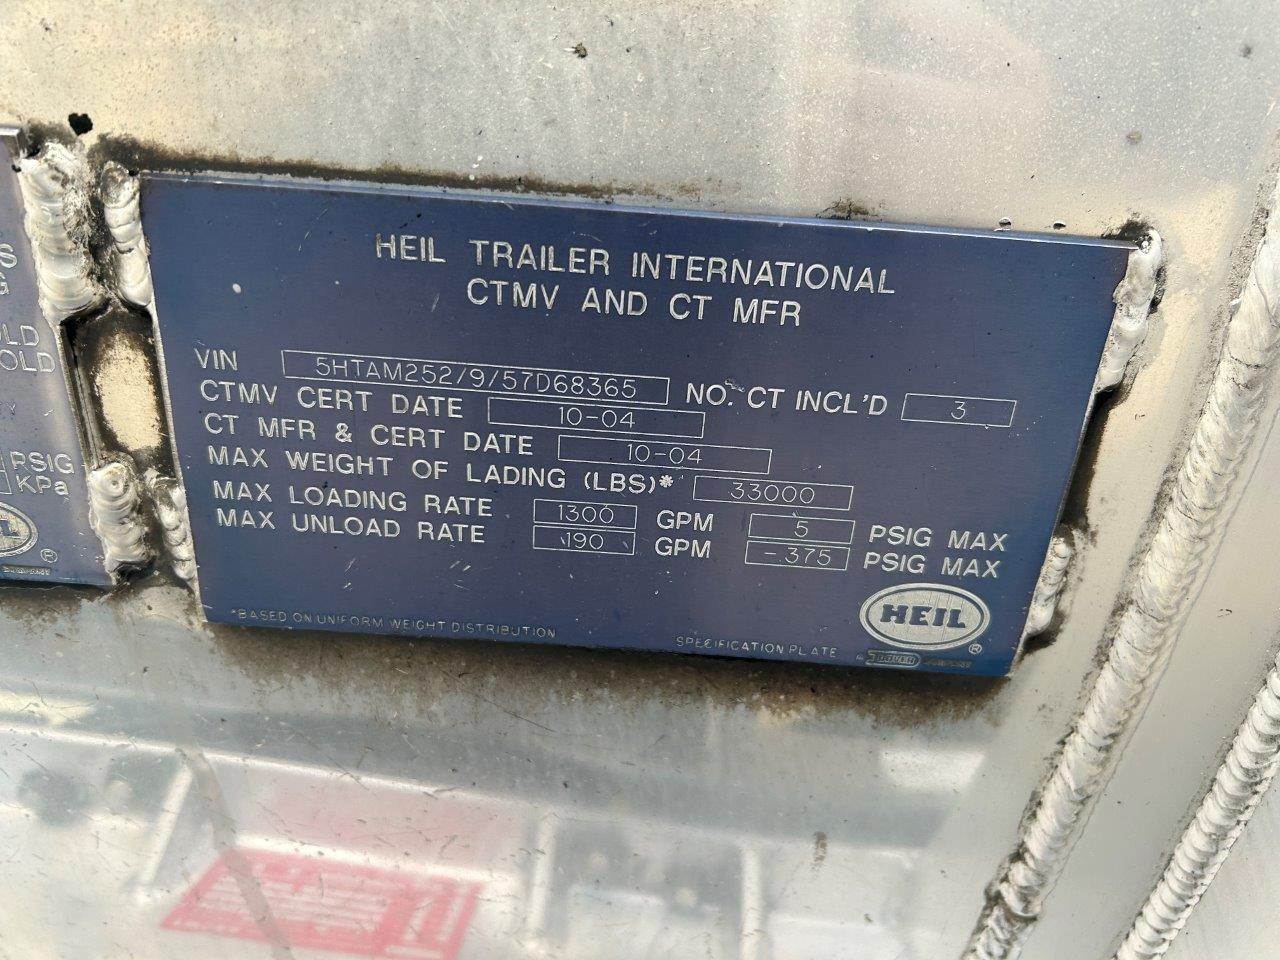 HEIL TRAILER INTERNATIONAL
CTMV AND CT MFR
VIN 5HTAM252/9/57D68365 NO. CT INCL'D 3
CTMV CERT DATE 10-04
CT MFR & CERT DATE 10-04
MAX WEIGHT OF LADING (LBS)* 33000
MAX LOADING RATE 1300 GPM 5 PSIG MAX
MAX UNLOAD RATE 190 GPM -.375 PSIG MAX
HEIL ®
*BASED ON UNIFORM WEIGHT DISTRIBUTION
SPECIFICATION PLATE
A DOVER COMPANY
PSIG
KPa
®